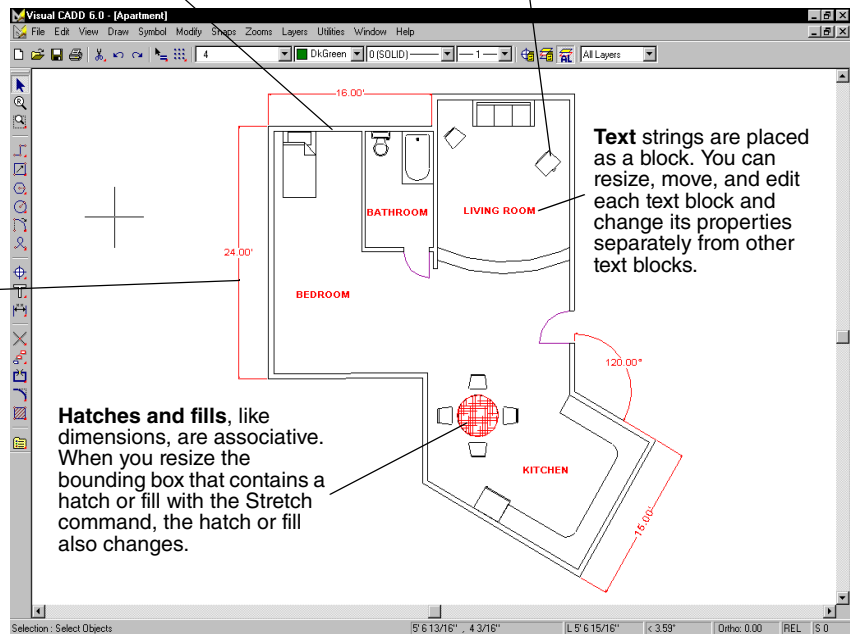 Visual CADD 6.0 - [Apartment]
File Edit View Draw Symbol Modify Snaps Zooms Layers Utilities Window Help
4 DkGreen 0 (SOLID) 1 AL All Layers
16.00'
Text strings are placed
as a block. You can
resize, move, and edit
each text block and
change its properties
separately from other
text blocks.
BATHROOM
LIVING ROOM
24.00'
BEDROOM
120.00°
Hatches and fills, like
dimensions, are associative.
When you resize the
bounding box that contains a
hatch or fill with the Stretch
command, the hatch or fill
also changes.
KITCHEN
15.00'
Selection : Select Objects 5' 6 13/16" , 4 3/16" L 5' 6 15/16" < 3.59° Ortho: 0.00 REL S 0